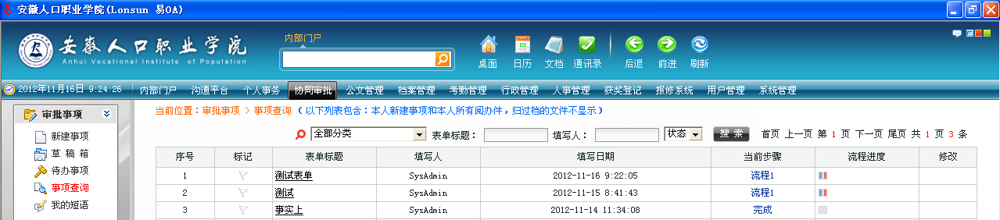 安徽人口职业学院(Lonsun 易OA)
安徽人口职业学院
Anhui Vocational Institute of Population
内部门户
桌面 日历 文档 通讯录 后退 前进 刷新
2012年11月16日 9:24:26 内部门户 沟通平台 个人事务 协同审批 公文管理 档案管理 考勤管理 行政管理 人事管理 获奖登记 报修系统 用户管理 系统管理
审批事项
新建事项
草 稿 箱
待办事项
事项查询
我的短语
当前位置：审批事项 > 事项查询 （以下列表包含：本人新建事项和本人所有阅办件，归过档的文件不显示）
全部分类 表单标题： 填写人： 状态 搜 索 首页 上一页 第 1 页 下一页 尾页 共 1 页 3 条
序号 标记 表单标题 填写人 填写日期 当前步骤 流程进度 修改
1 测试表单 SysAdmin 2012-11-16 9:22:05 流程1
2 测试 SysAdmin 2012-11-15 8:41:43 流程1
3 事实上 SysAdmin 2012-11-14 11:34:08 完成